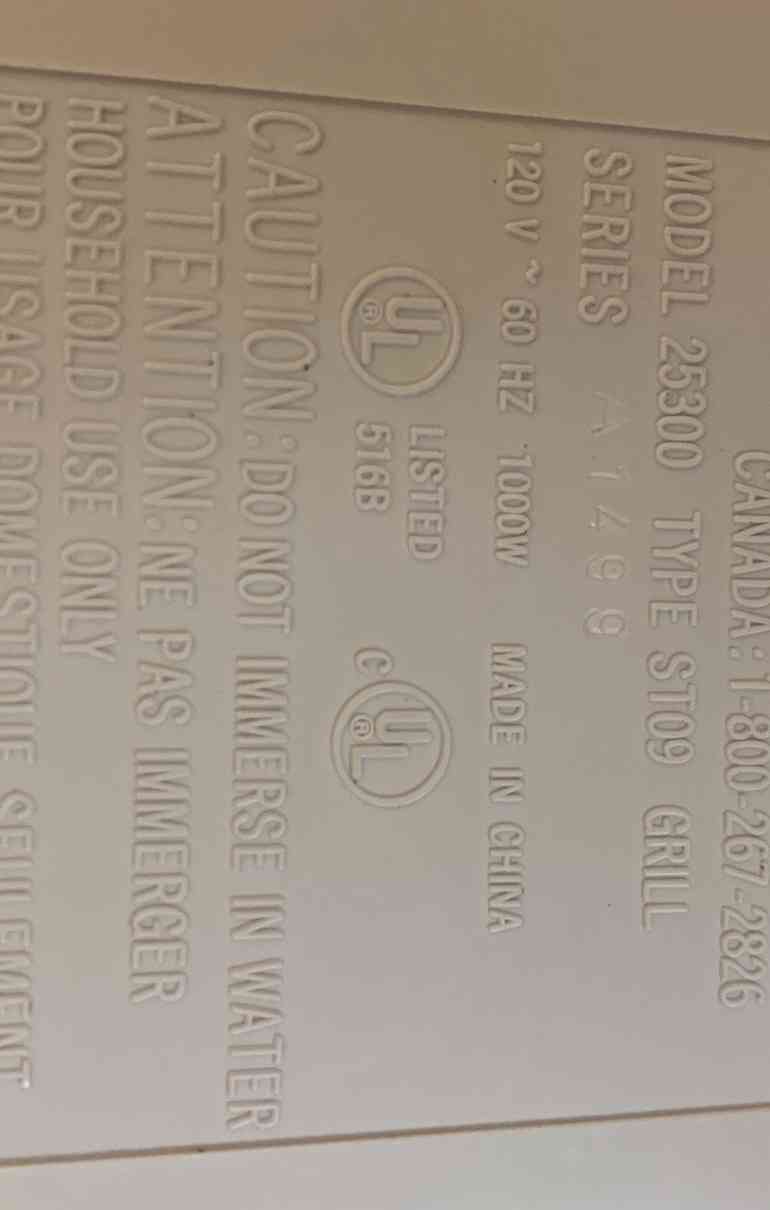 CANADA: 1-800-267-2826
MODEL 25300 TYPE ST09 GRILL
SERIES A1499
120 V ~ 60 HZ 1000W MADE IN CHINA
UL ® LISTED 516B
C UL ®
CAUTION: DO NOT IMMERSE IN WATER
ATTENTION: NE PAS IMMERGER
HOUSEHOLD USE ONLY
POUR USAGE DOMESTIQUE SEULEMENT